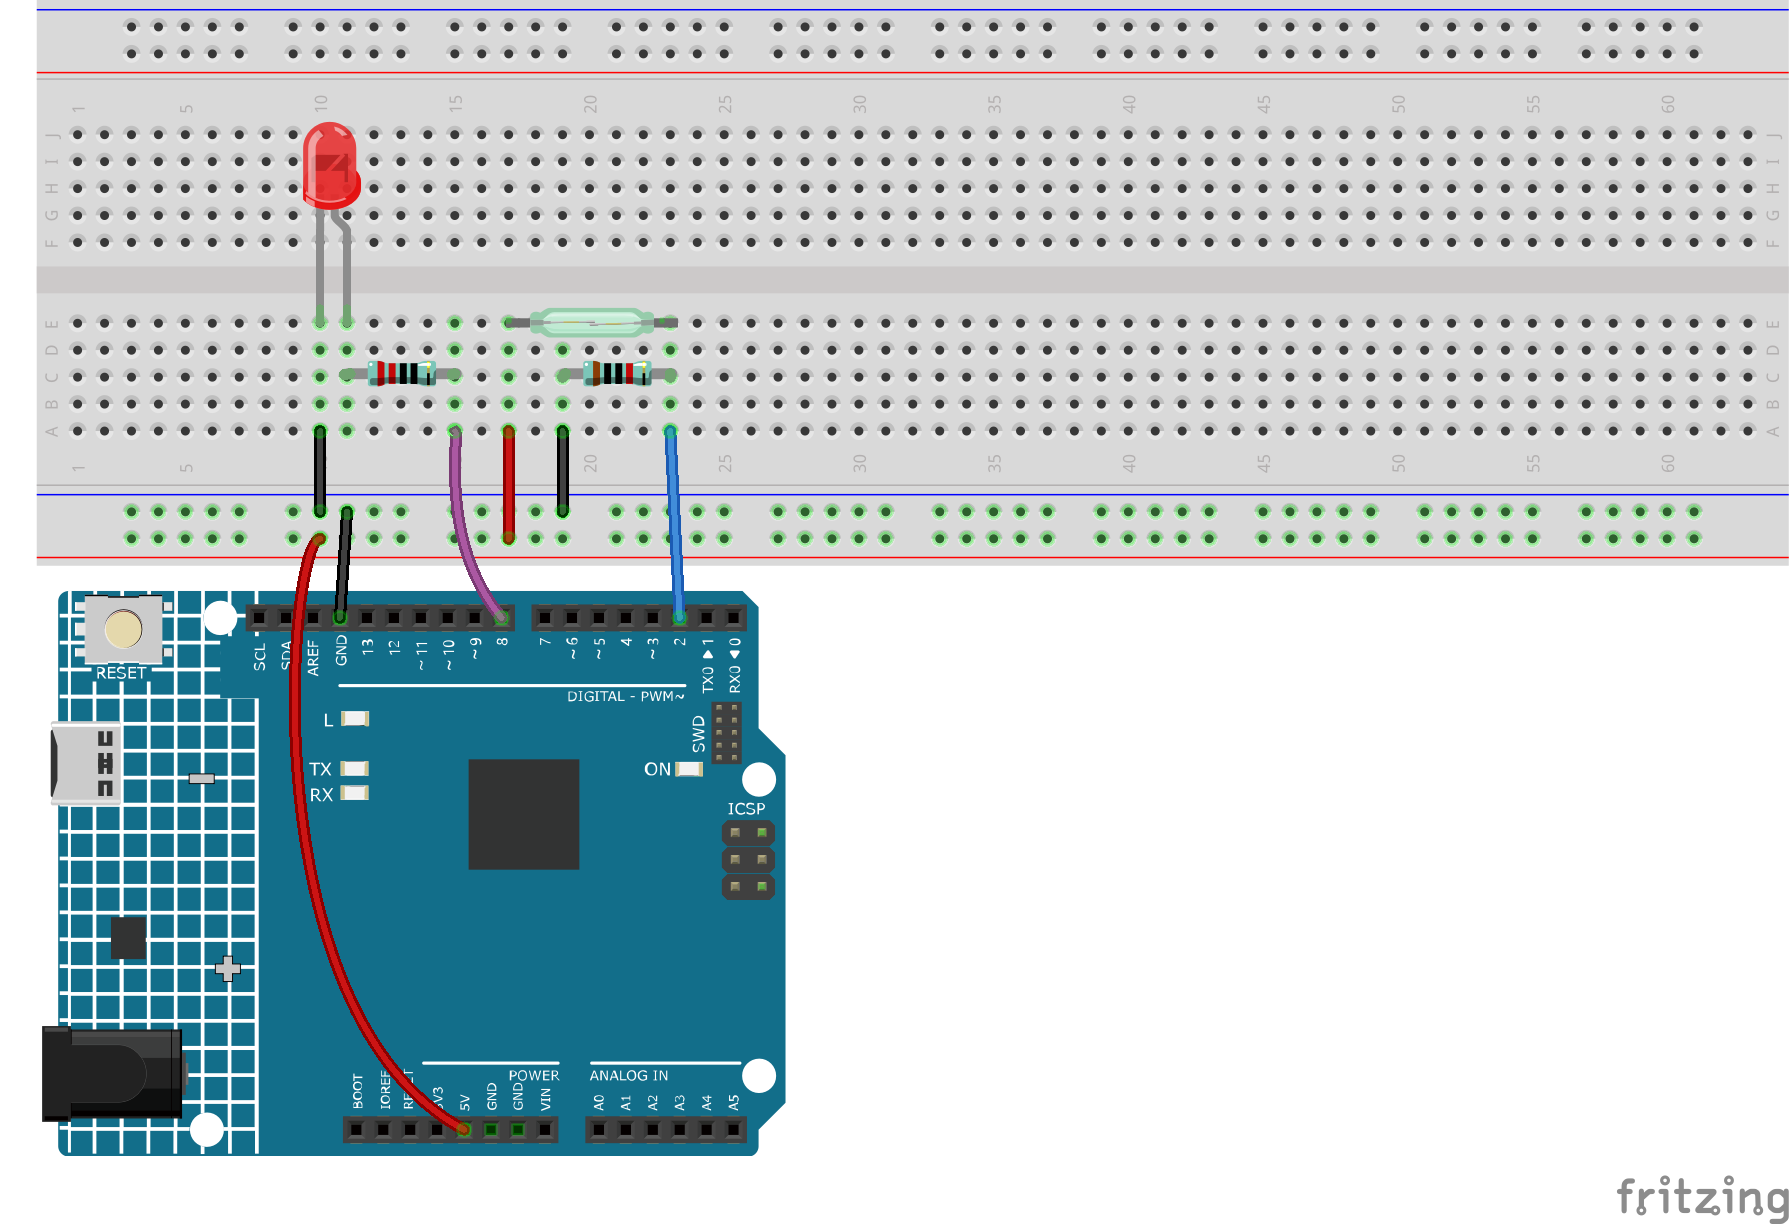 1 5 10 15 20 25 30 35 40 45 50 55 60
J J
I I
H H
G G
F F
E E
D D
C C
B B
A A
1 5 20 25 30 35 40 45 50 55 60
RESET
SCL SDA AREF GND 13 12 ~11 ~10 ~9 8 7 ~6 ~5 4 ~3 2 TX0▶1 RX0◀0
DIGITAL - PWM~
L
SWD
TX
ON
RX
ICSP
POWER
ANALOG IN
BOOT IOREF 5V GND GND VIN A0 A1 A2 A3 A4 A5
fritzing